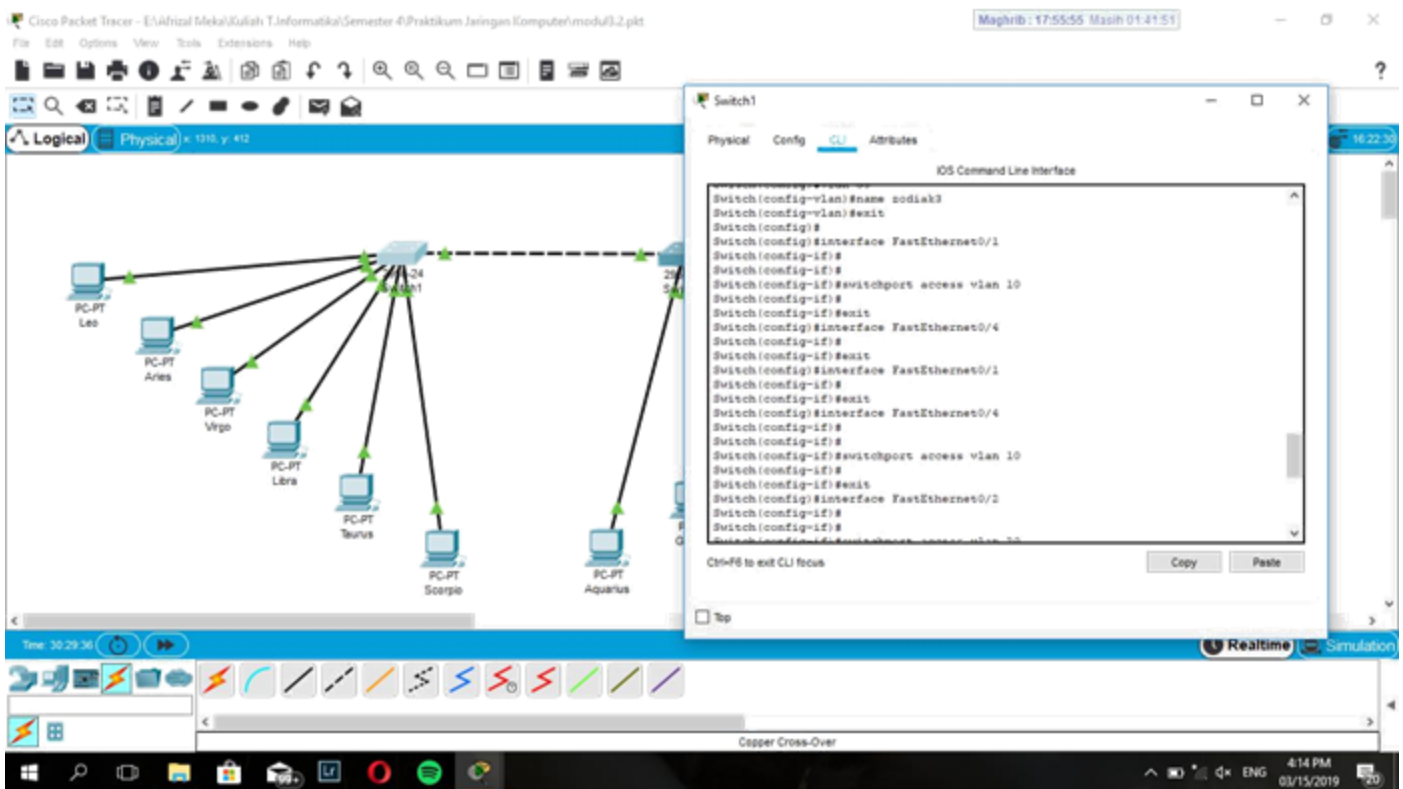 Cisco Packet Tracer - E:\Afrizal Meka\Kuliah T.Informatika\Semester 4\Praktikum Jaringan Komputer\modul3.2.pkt
Maghrib : 17:55:55 Masih 01:41:51
File Edit Options View Tools Extensions Help
?
Logical Physical x: 1310, y: 412
16:22:30
Switch1
Physical Config CLI Attributes
IOS Command Line Interface
Switch(config-vlan)#name zodiak3
Switch(config-vlan)#exit
Switch(config)#
Switch(config)#interface FastEthernet0/1
Switch(config-if)#
Switch(config-if)#
Switch(config-if)#switchport access vlan 10
Switch(config-if)#
Switch(config-if)#exit
Switch(config)#interface FastEthernet0/4
Switch(config-if)#
Switch(config-if)#exit
Switch(config)#interface FastEthernet0/1
Switch(config-if)#
Switch(config-if)#exit
Switch(config)#interface FastEthernet0/4
Switch(config-if)#
Switch(config-if)#
Switch(config-if)#switchport access vlan 10
Switch(config-if)#
Switch(config-if)#exit
Switch(config)#interface FastEthernet0/2
Switch(config-if)#
Switch(config-if)#
Ctrl+F6 to exit CLI focus
Copy
Paste
Top
PC-PT
Leo
PC-PT
Aries
PC-PT
Virgo
PC-PT
Libra
PC-PT
Taurus
PC-PT
Scorpio
PC-PT
Aquarius
Time: 30:29:36
Realtime
Simulation
Copper Cross-Over
99+
Lr
ENG
4:14 PM
03/15/2019
20